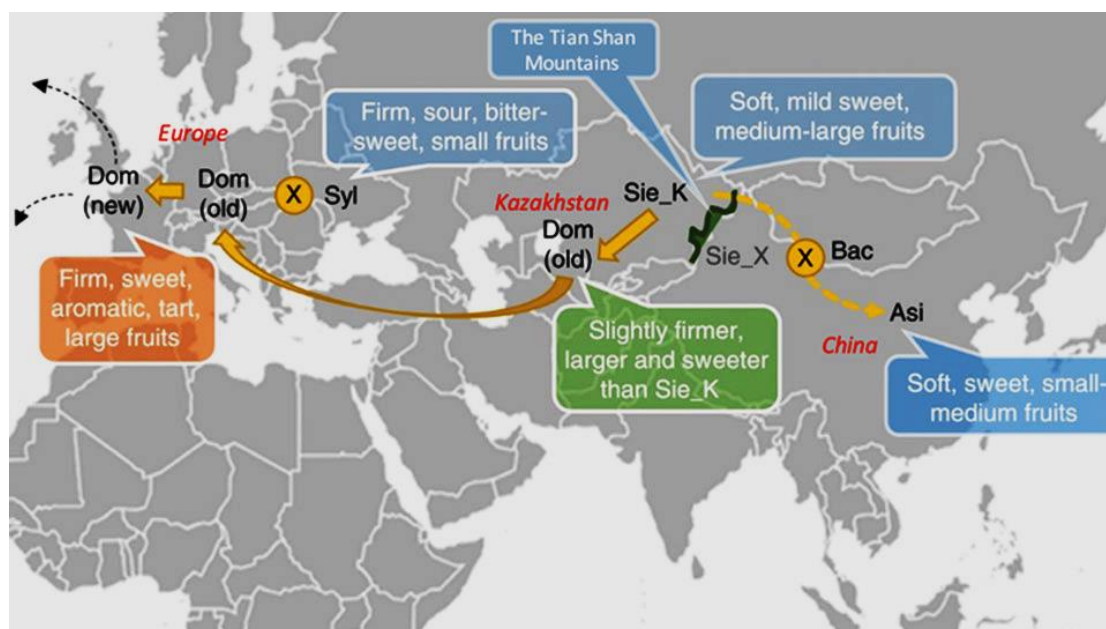 The Tian Shan
Mountains
Firm, sour, bitter-
sweet, small fruits
Soft, mild sweet,
medium-large fruits
Europe
Dom
(new)
Dom
(old)
X
Syl
Kazakhstan
Dom
(old)
Sie_K
Sie_X
X
Bac
Asi
China
Firm, sweet,
aromatic, tart,
large fruits
Slightly firmer,
larger and sweeter
than Sie_K
Soft, sweet, small-
medium fruits